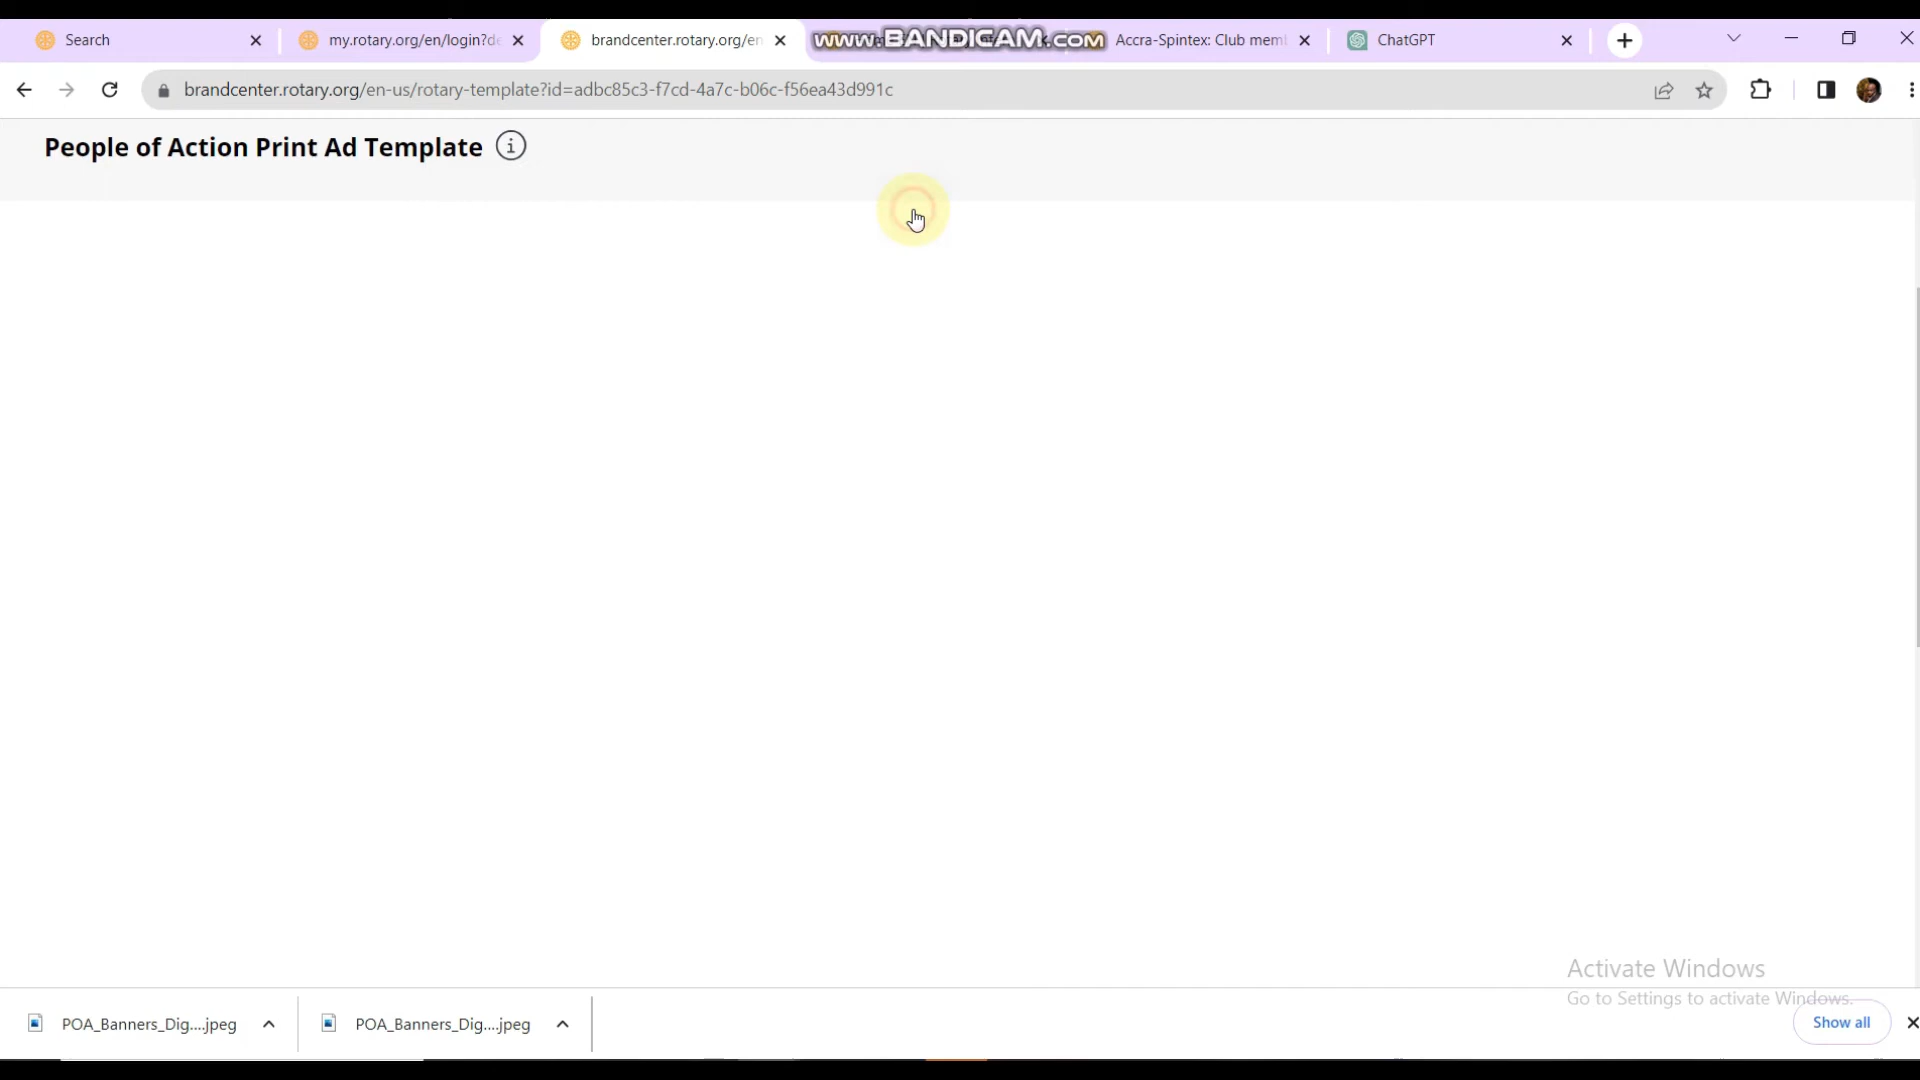 Search
my.rotary.org/en/login?de
brandcenter.rotary.org/en
www.BANDICAM.com
Accra-Spintex: Club meml
ChatGPT
brandcenter.rotary.org/en-us/rotary-template?id=adbc85c3-f7cd-4a7c-b06c-f56ea43d991c
People of Action Print Ad Template
Activate Windows
Go to Settings to activate Windows.
POA_Banners_Dig....jpeg
POA_Banners_Dig....jpeg
Show all